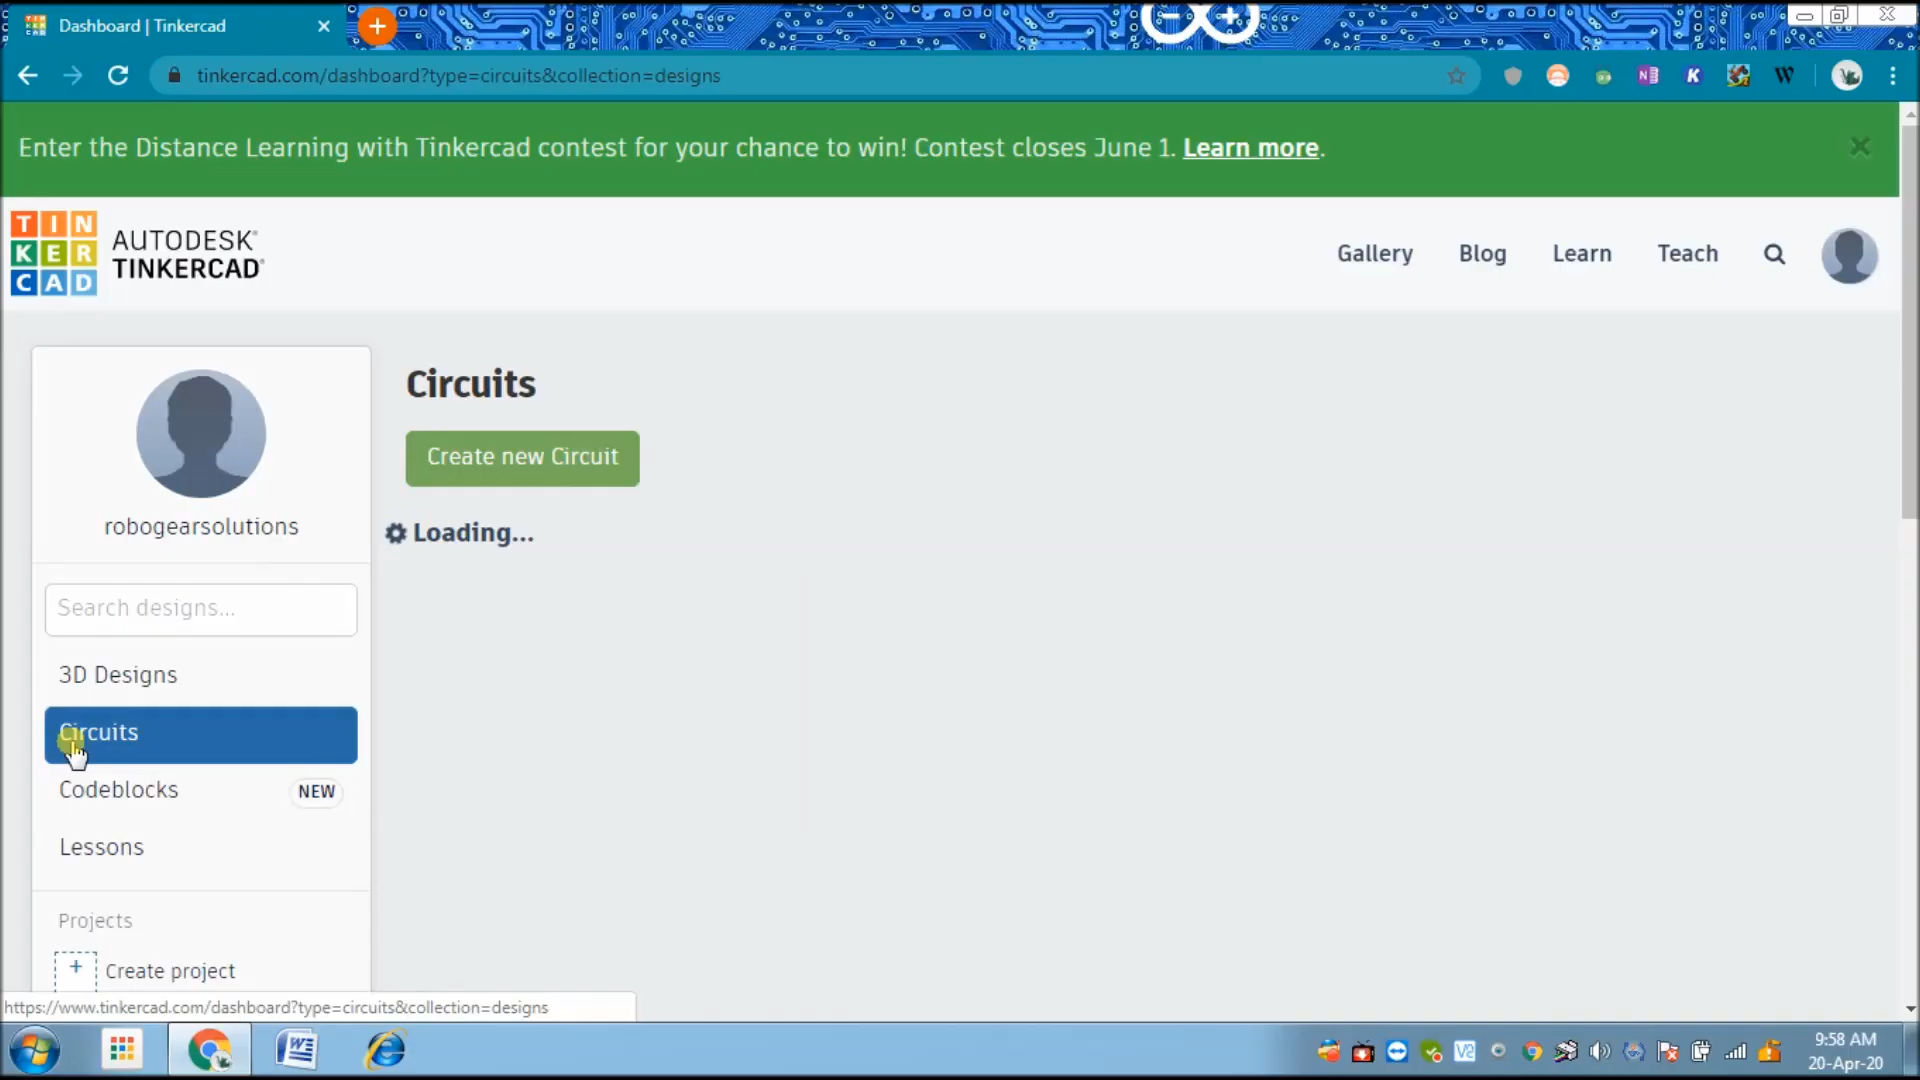 Dashboard | Tinkercad
tinkercad.com/dashboard?type=circuits&collection=designs
Enter the Distance Learning with Tinkercad contest for your chance to win! Contest closes June 1. Learn more.
TIN
KER
CAD
AUTODESK®
TINKERCAD®
Gallery
Blog
Learn
Teach
robogearsolutions
Search designs...
3D Designs
Circuits
Codeblocks
NEW
Lessons
Projects
+ Create project
Circuits
Create new Circuit
Loading...
https://www.tinkercad.com/dashboard?type=circuits&collection=designs
9:58 AM
20-Apr-20